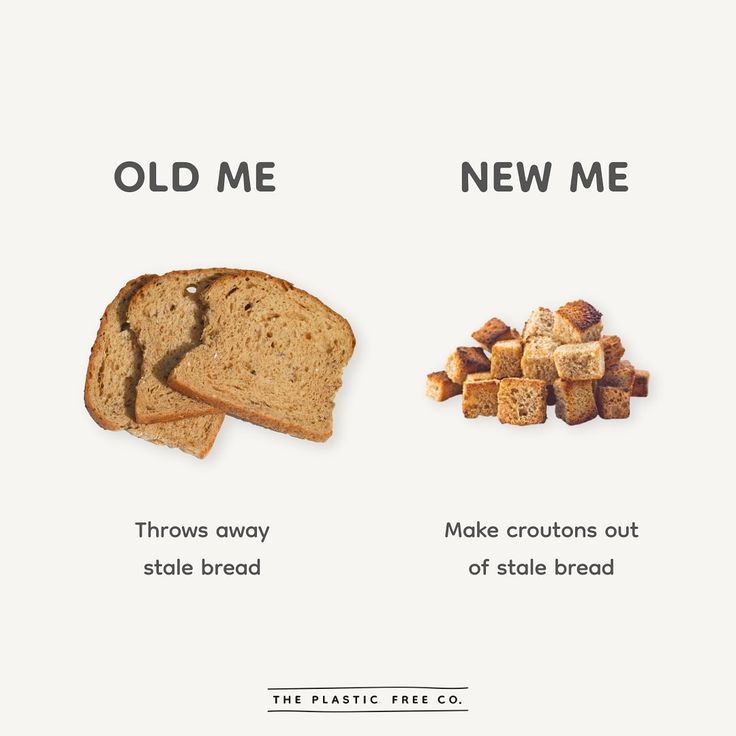 OLD ME
NEW ME
Throws away
stale bread
Make croutons out
of stale bread
THE PLASTIC FREE CO.